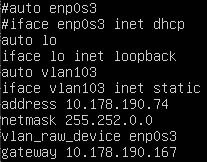 #auto enp0s3
#iface enp0s3 inet dhcp
auto lo
iface lo inet loopback
auto vlan103
iface vlan103 inet static
address 10.178.190.74
netmask 255.252.0.0
vlan_raw_device enp0s3
gateway 10.178.190.167